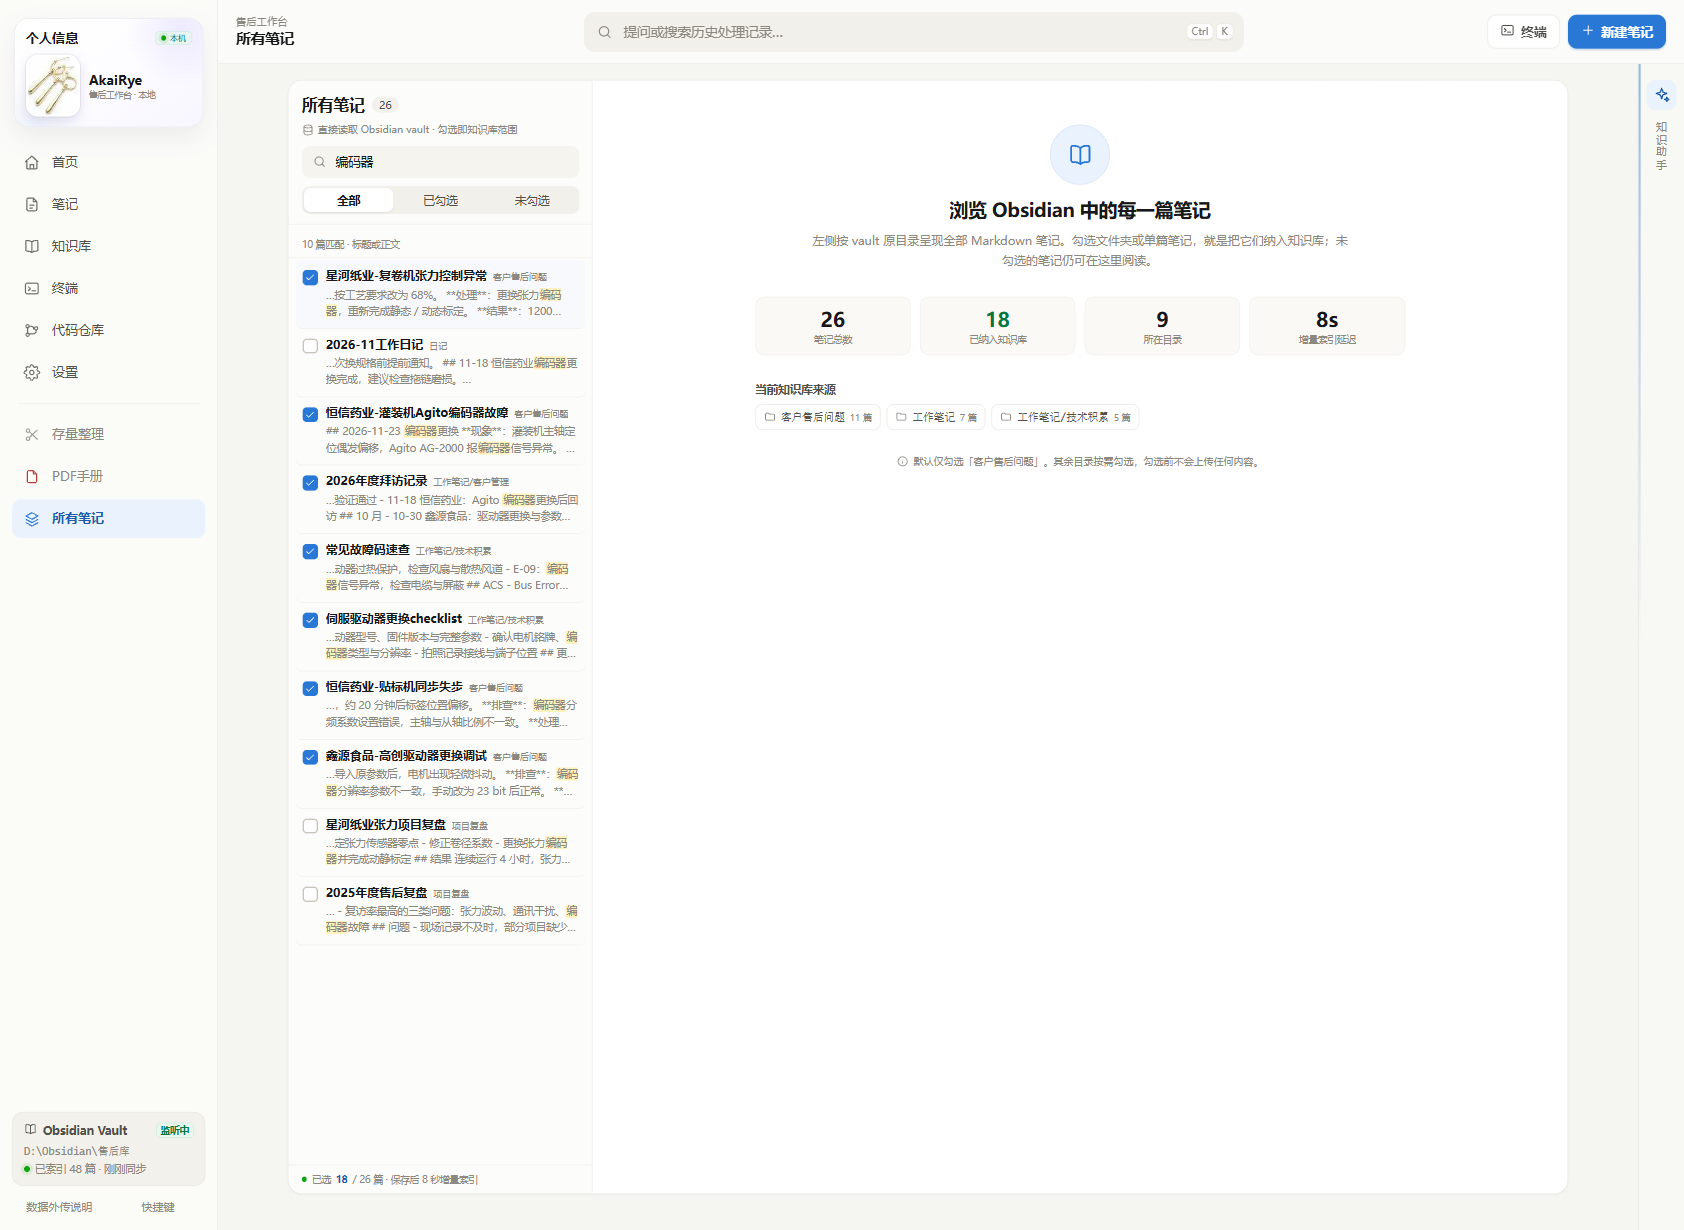 个人信息
本机
AkaiRye
售后工作台 · 本地
首页
笔记
知识库
终端
代码仓库
设置
存量整理
PDF手册
所有笔记
Obsidian Vault
监听中
D:\Obsidian\售后库
已索引 48 篇 · 刚刚同步
数据外传说明
快捷键
售后工作台
所有笔记
提问或搜索历史处理记录...
Ctrl K
终端
新建笔记
所有笔记 26
直接读取 Obsidian vault · 勾选即知识库范围
编码器
全部
已勾选
未勾选
10 篇匹配 · 标题或正文
星河纸业-复卷机张力控制异常 客户售后问题
...按工艺要求改为 68%。 **处理**：更换张力编码
器，重新完成静态 / 动态标定。 **结果**：1200...
2026-11工作日记 日记
...次换规格前提前通知。 ## 11-18 恒信药业编码器更
换完成，建议检查拖链磨损。...
恒信药业-灌装机Agito编码器故障 客户售后问题
## 2026-11-23 编码器更换 **现象**：灌装机主轴定
位偶发偏移，Agito AG-2000 报编码器信号异常。 ...
2026年度拜访记录 工作笔记/客户管理
...验证通过 - 11-18 恒信药业：Agito 编码器更换后回
访 ## 10 月 - 10-30 鑫源食品：驱动器更换与参数...
常见故障码速查 工作笔记/技术积累
...动器过热保护，检查风扇与散热风道 - E-09：编码
器信号异常，检查电缆与屏蔽 ## ACS - Bus Error...
伺服驱动器更换checklist 工作笔记/技术积累
...动器型号、固件版本与完整参数 - 确认电机铭牌、编
码器类型与分辨率 - 拍照记录接线与端子位置 ## 更...
恒信药业-贴标机同步失步 客户售后问题
...，约 20 分钟后标签位置偏移。 **排查**：编码器分
频系数设置错误，主轴与从轴比例不一致。 **处理...
鑫源食品-高创驱动器更换调试 客户售后问题
...导入原参数后，电机出现轻微抖动。 **排查**：编码
器分辨率参数不一致，手动改为 23 bit 后正常。 **...
星河纸业张力项目复盘 项目复盘
...定张力传感器零点 - 修正卷径系数 - 更换张力编码
器并完成动静标定 ## 结果 连续运行 4 小时，张力...
2025年度售后复盘 项目复盘
... - 复访率最高的三类问题：张力波动、通讯干扰、编
码器故障 ## 问题 - 现场记录不及时，部分项目缺少...
已选 18 / 26 篇 · 保存后 8 秒增量索引
浏览 Obsidian 中的每一篇笔记
左侧按 vault 原目录呈现全部 Markdown 笔记。勾选文件夹或单篇笔记，就是把它们纳入知识库；未
勾选的笔记仍可在这里阅读。
26
笔记总数
18
已纳入知识库
9
所在目录
8s
增量索引延迟
当前知识库来源
客户售后问题 11 篇
工作笔记 7 篇
工作笔记/技术积累 5 篇
默认仅勾选「客户售后问题」。其余目录按需勾选，勾选前不会上传任何内容。
知识助手